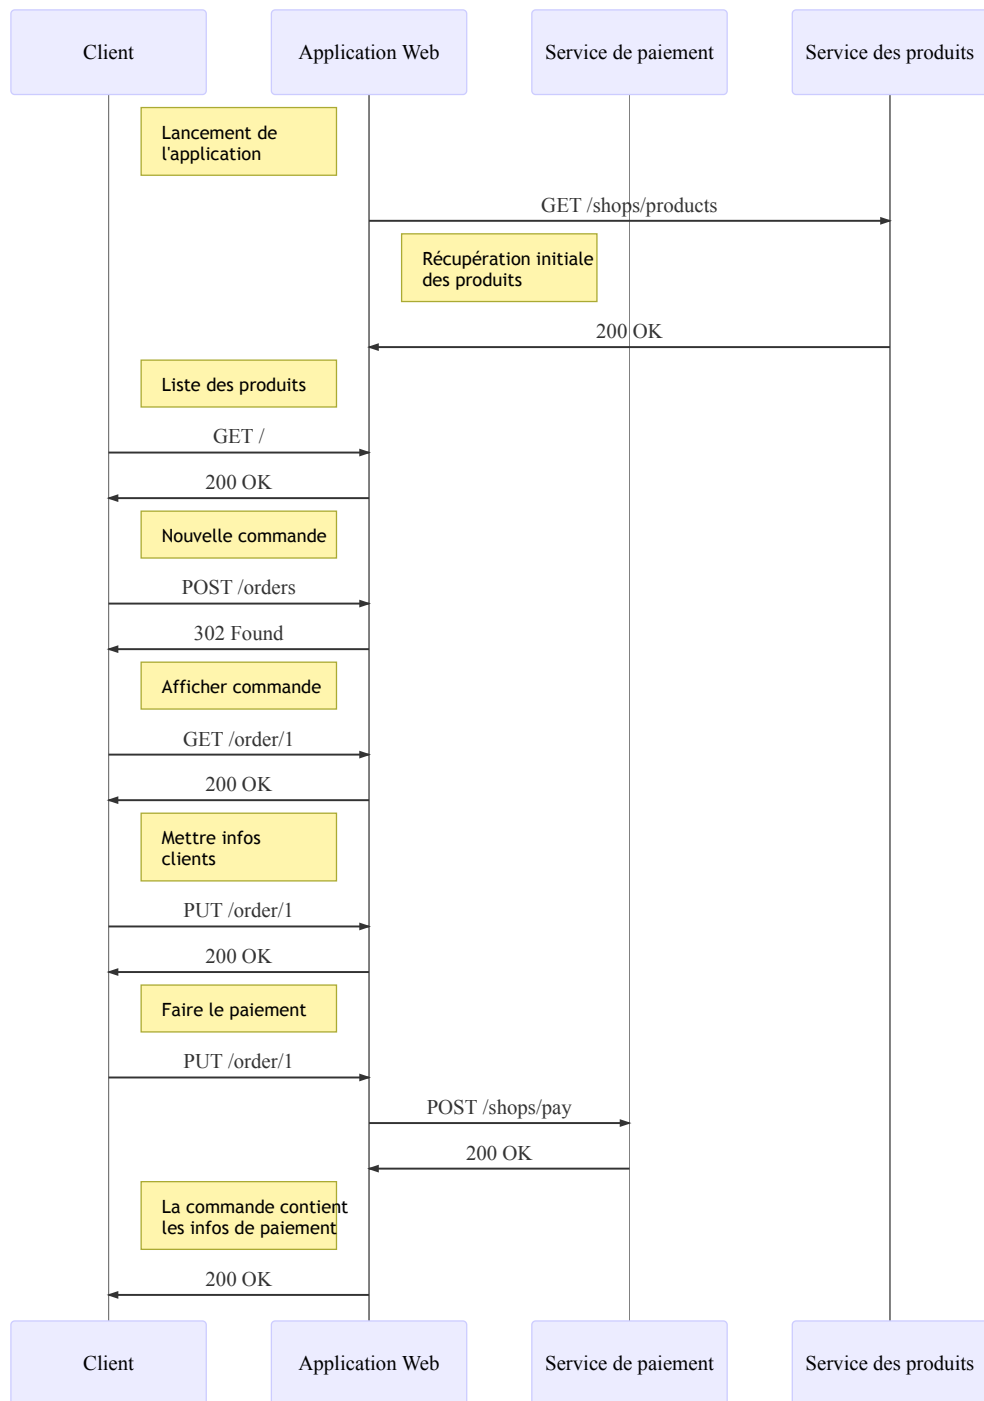 Client
Application Web
Service de paiement
Service des produits
Lancement de
l'application
GET /shops/products
Récupération initiale
des produits
200 OK
Liste des produits
GET /
200 OK
Nouvelle commande
POST /orders
302 Found
Afficher commande
GET /order/1
200 OK
Mettre infos
clients
PUT /order/1
200 OK
Faire le paiement
PUT /order/1
POST /shops/pay
200 OK
La commande contient
les infos de paiement
200 OK
Client
Application Web
Service de paiement
Service des produits